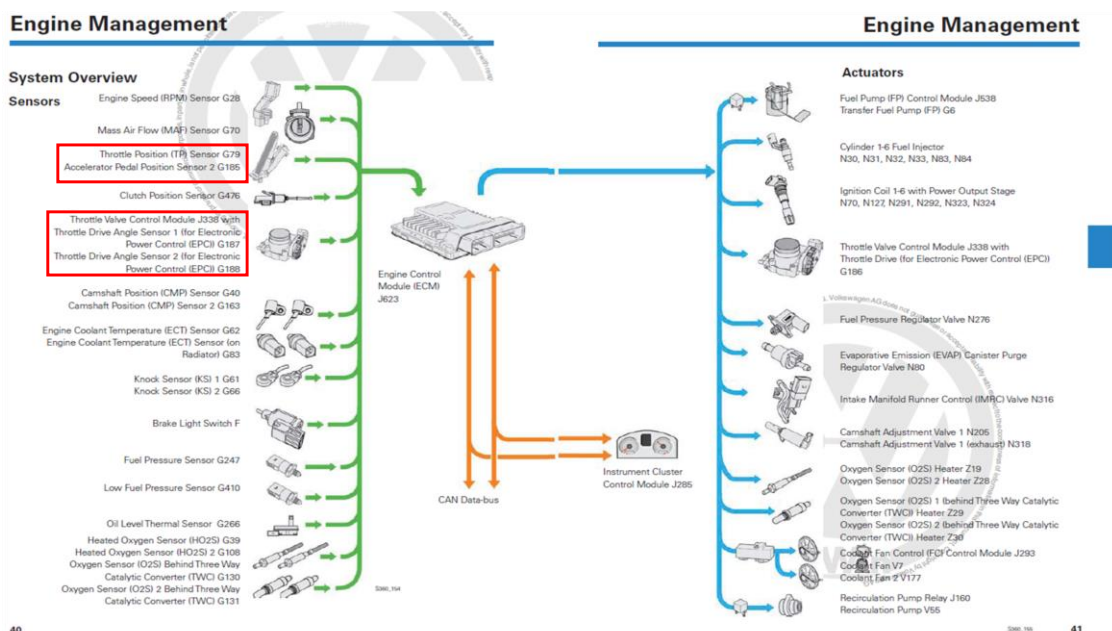 Engine Management
Engine Management
System Overview
Sensors
Engine Speed (RPM) Sensor G28
Mass Air Flow (MAF) Sensor G70
Throttle Position (TP) Sensor G79
Accelerator Pedal Position Sensor 2 G185
Clutch Position Sensor G476
Throttle Valve Control Module J338 with
Throttle Drive Angle Sensor 1 (for Electronic
Power Control (EPC)) G187
Throttle Drive Angle Sensor 2 (for Electronic
Power Control (EPC)) G188
Camshaft Position (CMP) Sensor G40
Camshaft Position (CMP) Sensor 2 G163
Engine Coolant Temperature (ECT) Sensor G62
Engine Coolant Temperature (ECT) Sensor (on
Radiator) G83
Knock Sensor (KS) 1 G61
Knock Sensor (KS) 2 G66
Brake Light Switch F
Fuel Pressure Sensor G247
Low Fuel Pressure Sensor G410
Oil Level Thermal Sensor G266
Heated Oxygen Sensor (HO2S) G39
Heated Oxygen Sensor (HO2S) 2 G108
Oxygen Sensor (O2S) Behind Three Way
Catalytic Converter (TWC) G130
Oxygen Sensor (O2S) 2 Behind Three Way
Catalytic Converter (TWC) G131
Engine Control
Module (ECM)
J623
CAN Data-bus
Instrument Cluster
Control Module J285
Actuators
Fuel Pump (FP) Control Module J538
Transfer Fuel Pump (FP) G6
Cylinder 1-6 Fuel Injector
N30, N31, N32, N33, N83, N84
Ignition Coil 1-6 with Power Output Stage
N70, N127, N291, N292, N323, N324
Throttle Valve Control Module J338 with
Throttle Drive (for Electronic Power Control (EPC))
G186
Fuel Pressure Regulator Valve N276
Evaporative Emission (EVAP) Canister Purge
Regulator Valve N80
Intake Manifold Runner Control (IMRC) Valve N316
Camshaft Adjustment Valve 1 N205
Camshaft Adjustment Valve 1 (exhaust) N318
Oxygen Sensor (O2S) Heater Z19
Oxygen Sensor (O2S) 2 Heater Z28
Oxygen Sensor (O2S) 1 (behind Three Way Catalytic
Converter (TWC)) Heater Z29
Oxygen Sensor (O2S) 2 (behind Three Way Catalytic
Converter (TWC)) Heater Z30
Coolant Fan Control (FC) Control Module J293
Coolant Fan V7
Coolant Fan 2 V177
Recirculation Pump Relay J160
Recirculation Pump V55
40
41